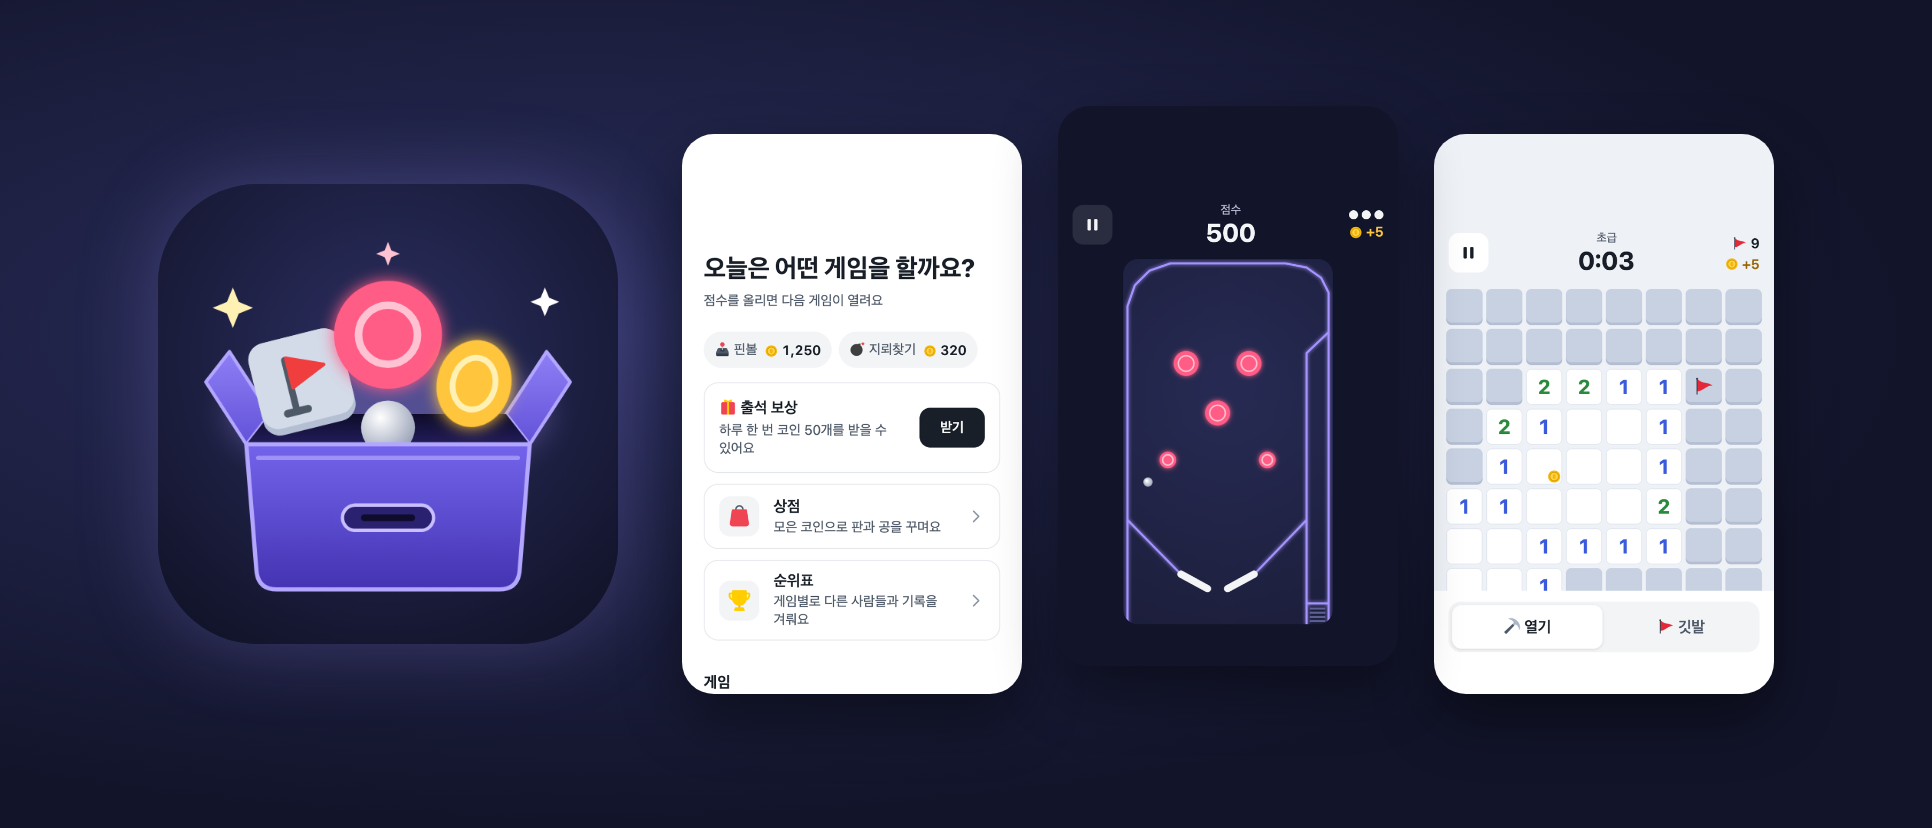 오늘은 어떤 게임을 할까요?
점수를 올리면 다음 게임이 열려요
핀볼 1,250 지뢰찾기 320
출석 보상
하루 한 번 코인 50개를 받을 수
있어요
받기
상점
모은 코인으로 판과 공을 꾸며요
순위표
게임별로 다른 사람들과 기록을
겨뤄요
게임
점수
500
+5
초급
0:03
9
+5
2 2 1 1
2 1 1
1 1
1 1 2
1 1 1 1
1
열기 깃발